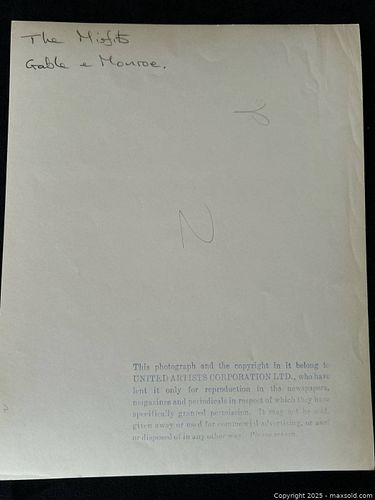 The Misfits
Gable e Monroe.
N
This photograph and the copyright in it belong to
UNITED ARTISTS CORPORATION LTD., who have
lent it only for reproduction in the newspapers,
magazines and periodicals in respect of which they have
specifically granted permission. It may not be sold,
given away or used for commercial advertising, or used
or disposed of in any other way. Please return.
Copyright 2025 - maxsold.com